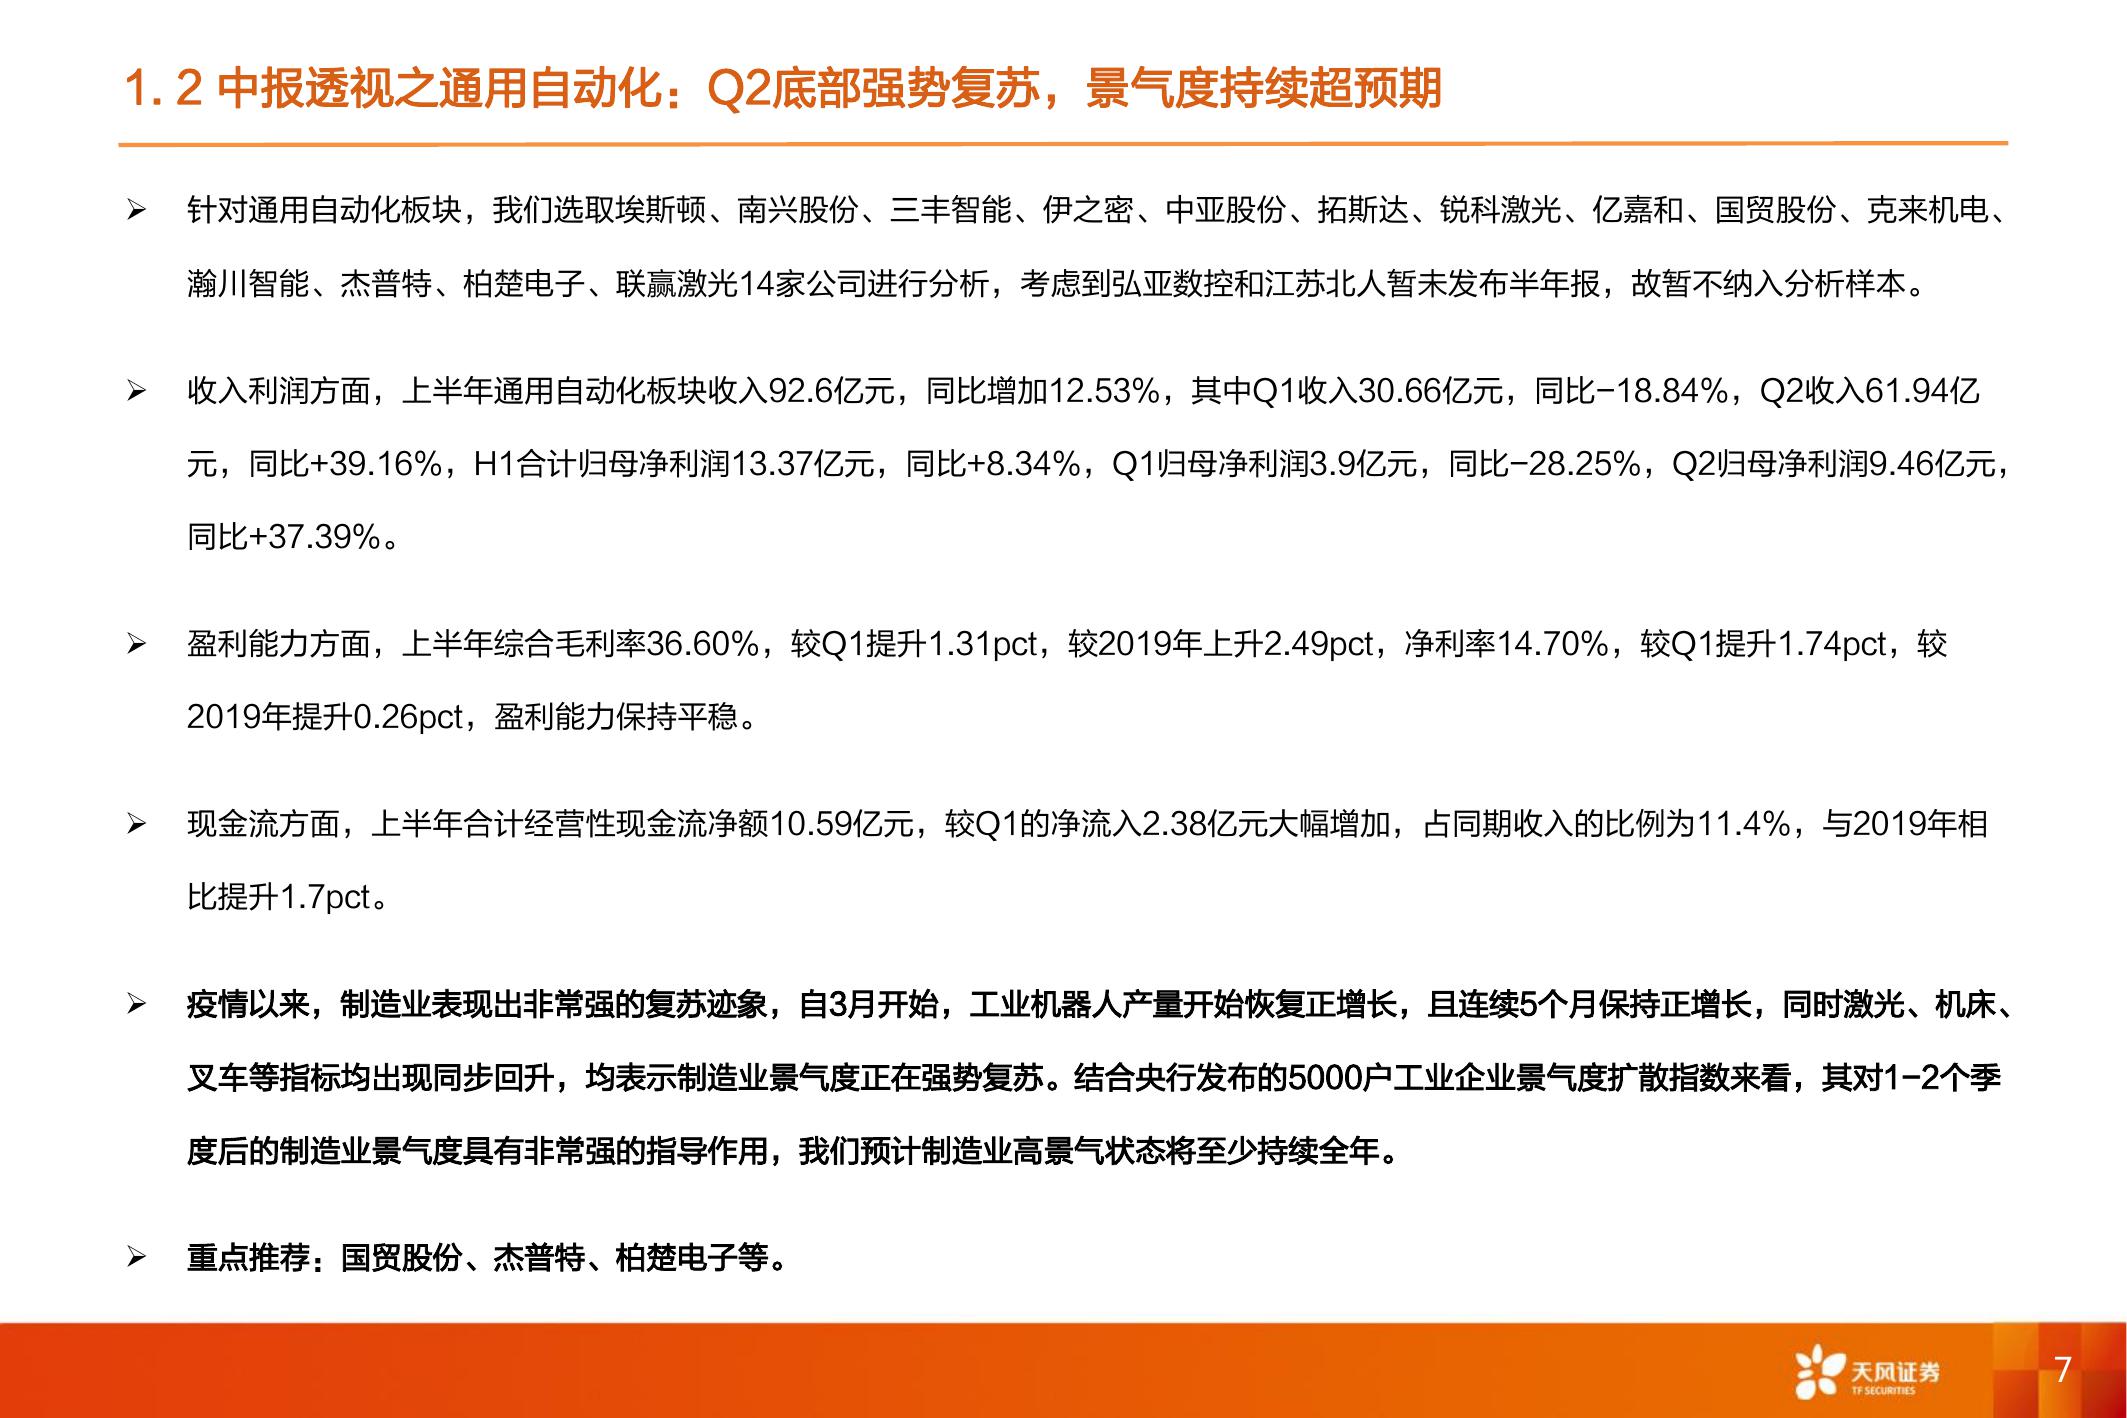 1. 2 中报透视之通用自动化：Q2底部强势复苏，景气度持续超预期
➢ 针对通用自动化板块，我们选取埃斯顿、南兴股份、三丰智能、伊之密、中亚股份、拓斯达、锐科激光、亿嘉和、国贸股份、克来机电、
瀚川智能、杰普特、柏楚电子、联赢激光14家公司进行分析，考虑到弘亚数控和江苏北人暂未发布半年报，故暂不纳入分析样本。
➢ 收入利润方面，上半年通用自动化板块收入92.6亿元，同比增加12.53%，其中Q1收入30.66亿元，同比-18.84%，Q2收入61.94亿
元，同比+39.16%，H1合计归母净利润13.37亿元，同比+8.34%，Q1归母净利润3.9亿元，同比-28.25%，Q2归母净利润9.46亿元，
同比+37.39%。
➢ 盈利能力方面，上半年综合毛利率36.60%，较Q1提升1.31pct，较2019年上升2.49pct，净利率14.70%，较Q1提升1.74pct，较
2019年提升0.26pct，盈利能力保持平稳。
➢ 现金流方面，上半年合计经营性现金流净额10.59亿元，较Q1的净流入2.38亿元大幅增加，占同期收入的比例为11.4%，与2019年相
比提升1.7pct。
➢ 疫情以来，制造业表现出非常强的复苏迹象，自3月开始，工业机器人产量开始恢复正增长，且连续5个月保持正增长，同时激光、机床、
叉车等指标均出现同步回升，均表示制造业景气度正在强势复苏。结合央行发布的5000户工业企业景气度扩散指数来看，其对1-2个季
度后的制造业景气度具有非常强的指导作用，我们预计制造业高景气状态将至少持续全年。
➢ 重点推荐：国贸股份、杰普特、柏楚电子等。
天风证券
TF SECURITIES
7